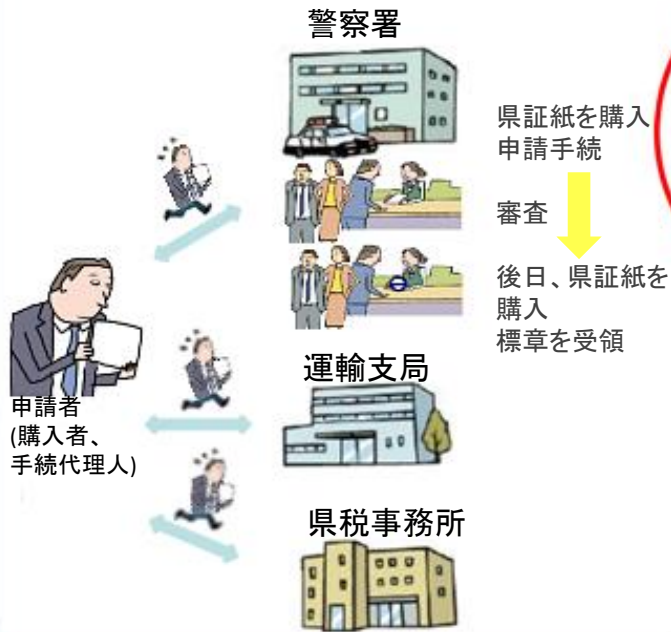 警察署
県証紙を購入
申請手続
審査
後日、県証紙を
購入
標章を受領
申請者
(購入者、
手続代理人)
運輸支局
県税事務所